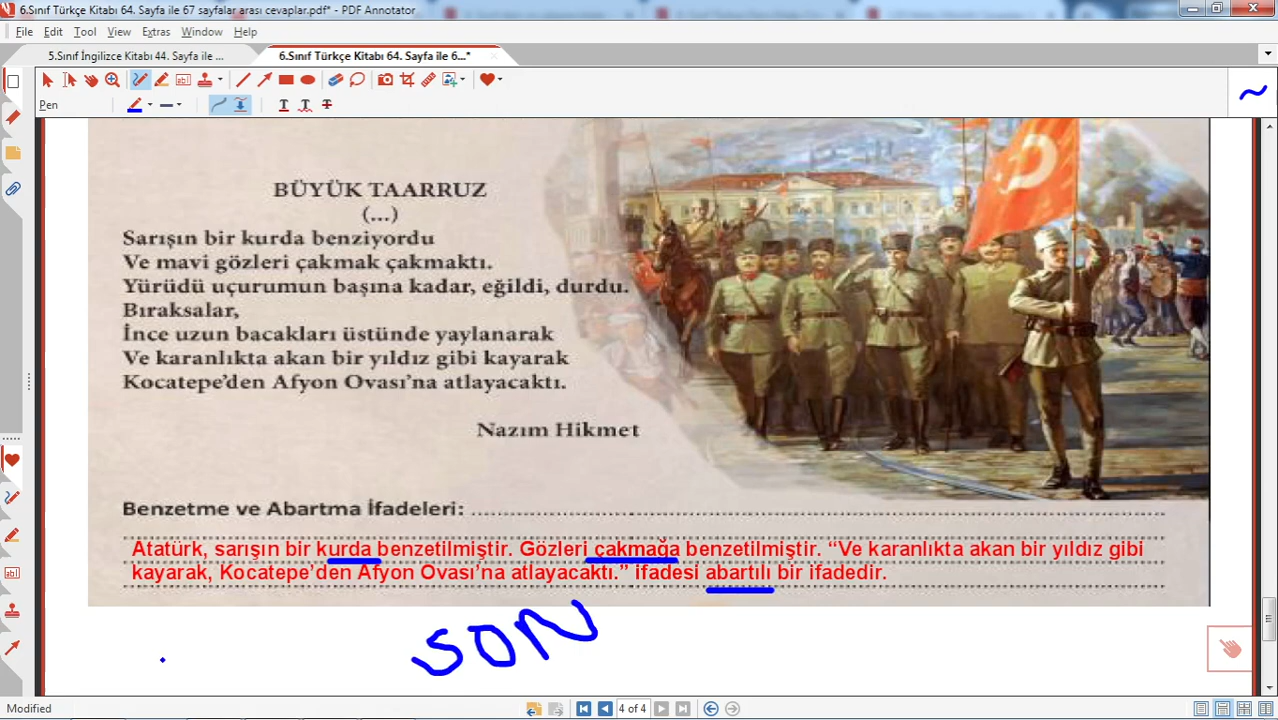 6.Sınıf Türkçe Kitabı 64. Sayfa ile 67 sayfalar arası cevaplar.pdf* - PDF Annotator
File Edit View Tools Extras Window Help
5.Sınıf İngilizce Kitabı 44. Sayfa ile ...
6.Sınıf Türkçe Kitabı 64. Sayfa ile 6...*
Pen
BÜYÜK TAARRUZ
(...)
Sarışın bir kurda benziyordu
Ve mavi gözleri çakmak çakmaktı.
Yürüdü uçurumun başına kadar, eğildi, durdu.
Bıraksalar,
İnce uzun bacakları üstünde yaylanarak
Ve karanlıkta akan bir yıldız gibi kayarak
Kocatepe’den Afyon Ovası’na atlayacaktı.
Nazım Hikmet
Benzetme ve Abartma İfadeleri:
Atatürk, sarışın bir kurda benzetilmiştir. Gözleri çakmağa benzetilmiştir. “Ve karanlıkta akan bir yıldız gibi
kayarak, Kocatepe’den Afyon Ovası’na atlayacaktı.” ifadesi abartılı bir ifadedir.
SON
Modified
4 of 4